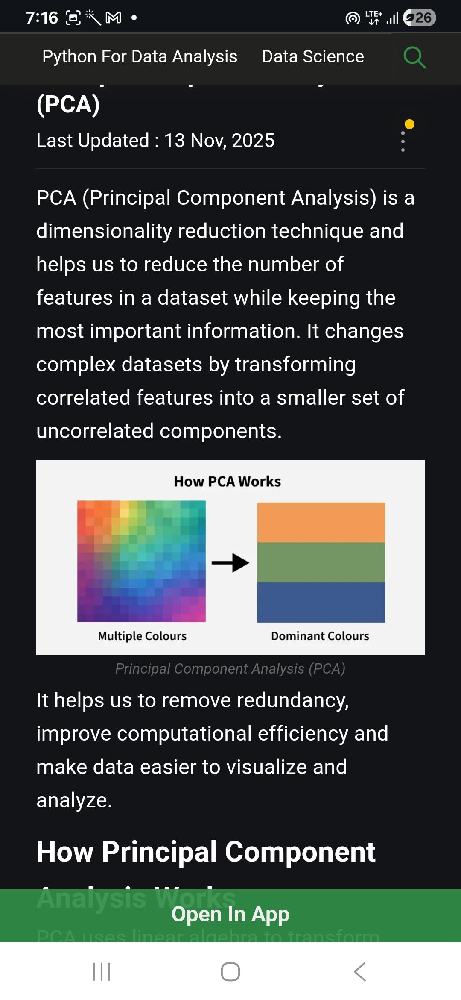 7:16
LTE+
26
Python For Data Analysis Data Science
(PCA)
Last Updated : 13 Nov, 2025
PCA (Principal Component Analysis) is a
dimensionality reduction technique and
helps us to reduce the number of
features in a dataset while keeping the
most important information. It changes
complex datasets by transforming
correlated features into a smaller set of
uncorrelated components.
How PCA Works
Multiple Colours
Dominant Colours
Principal Component Analysis (PCA)
It helps us to remove redundancy,
improve computational efficiency and
make data easier to visualize and
analyze.
How Principal Component
Analysis Works
Open In App
PCA uses linear algebra to transform